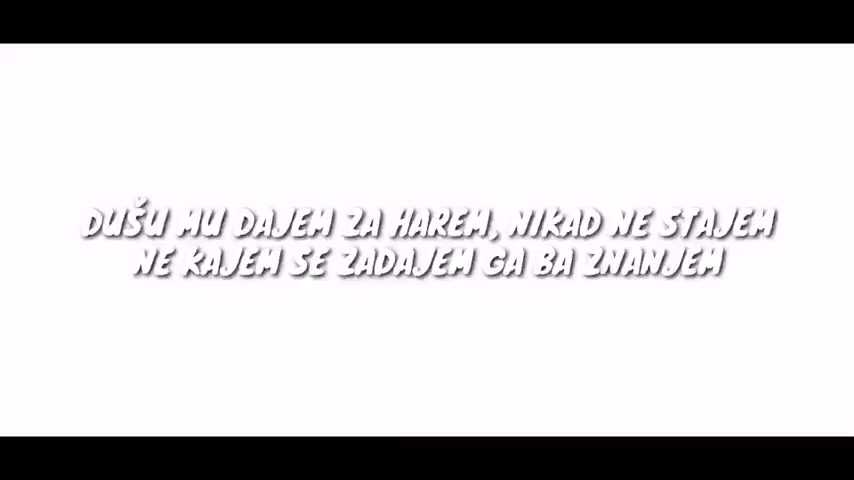 DUŠU MU DAJEM ZA HAREM, NIKAD NE STAJEM
NE KAJEM SE ZADAJEM GA BA ZNANJEM